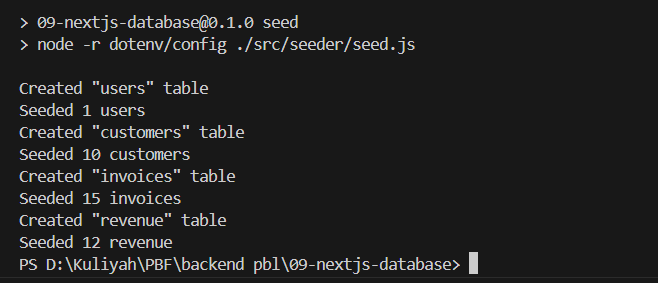 > 09-nextjs-database@0.1.0 seed
> node -r dotenv/config ./src/seeder/seed.js
Created "users" table
Seeded 1 users
Created "customers" table
Seeded 10 customers
Created "invoices" table
Seeded 15 invoices
Created "revenue" table
Seeded 12 revenue
PS D:\Kuliyah\PBF\backend pbl\09-nextjs-database>